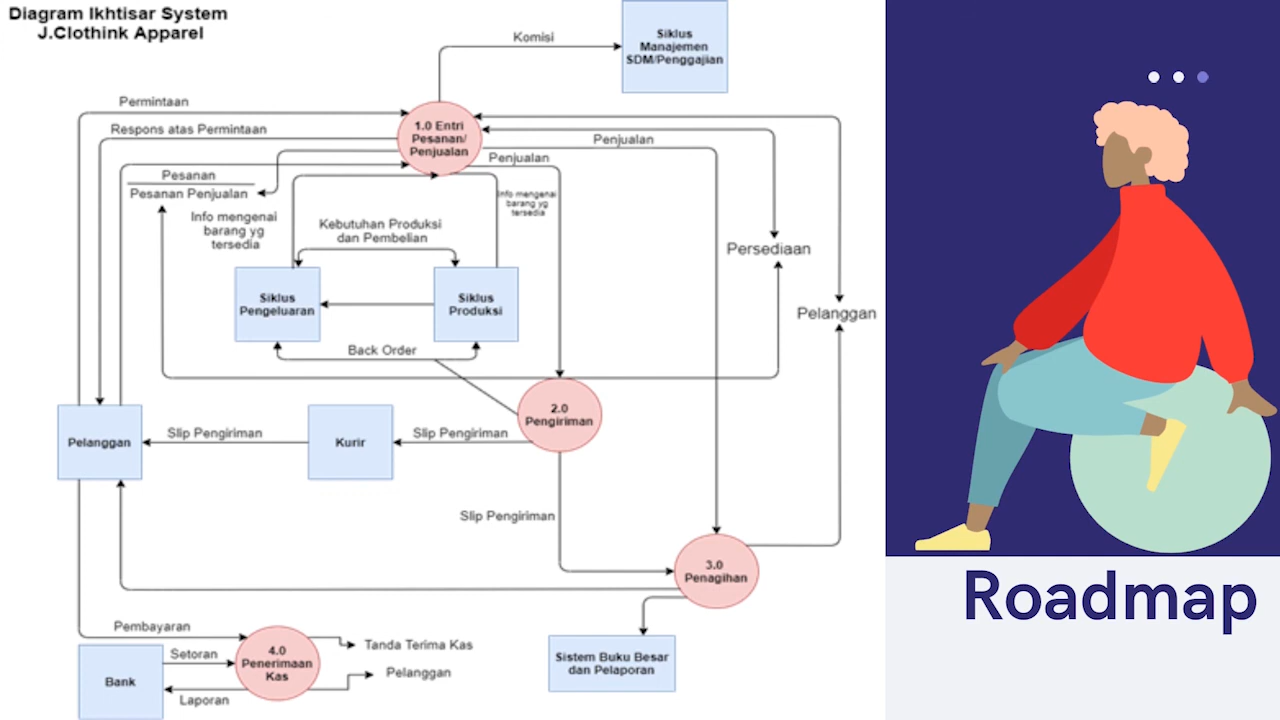 Diagram Ikhtisar System
J.Clothink Apparel
Komisi
Siklus
Manajemen
SDM/Penggajian
Permintaan
Respons atas Permintaan
1.0 Entri
Pesanan/
Penjualan
Penjualan
Penjualan
Pesanan
Pesanan Penjualan
Info mengenai
barang yg
tersedia
Info mengenai
barang yg
tersedia
Kebutuhan Produksi
dan Pembelian
Persediaan
Siklus
Pengeluaran
Siklus
Produksi
Pelanggan
Back Order
2.0
Pengiriman
Pelanggan
Slip Pengiriman
Kurir
Slip Pengiriman
Slip Pengiriman
3.0
Penagihan
Pembayaran
Setoran
Bank
Laporan
4.0
Penerimaan
Kas
Tanda Terima Kas
Pelanggan
Sistem Buku Besar
dan Pelaporan
Roadmap